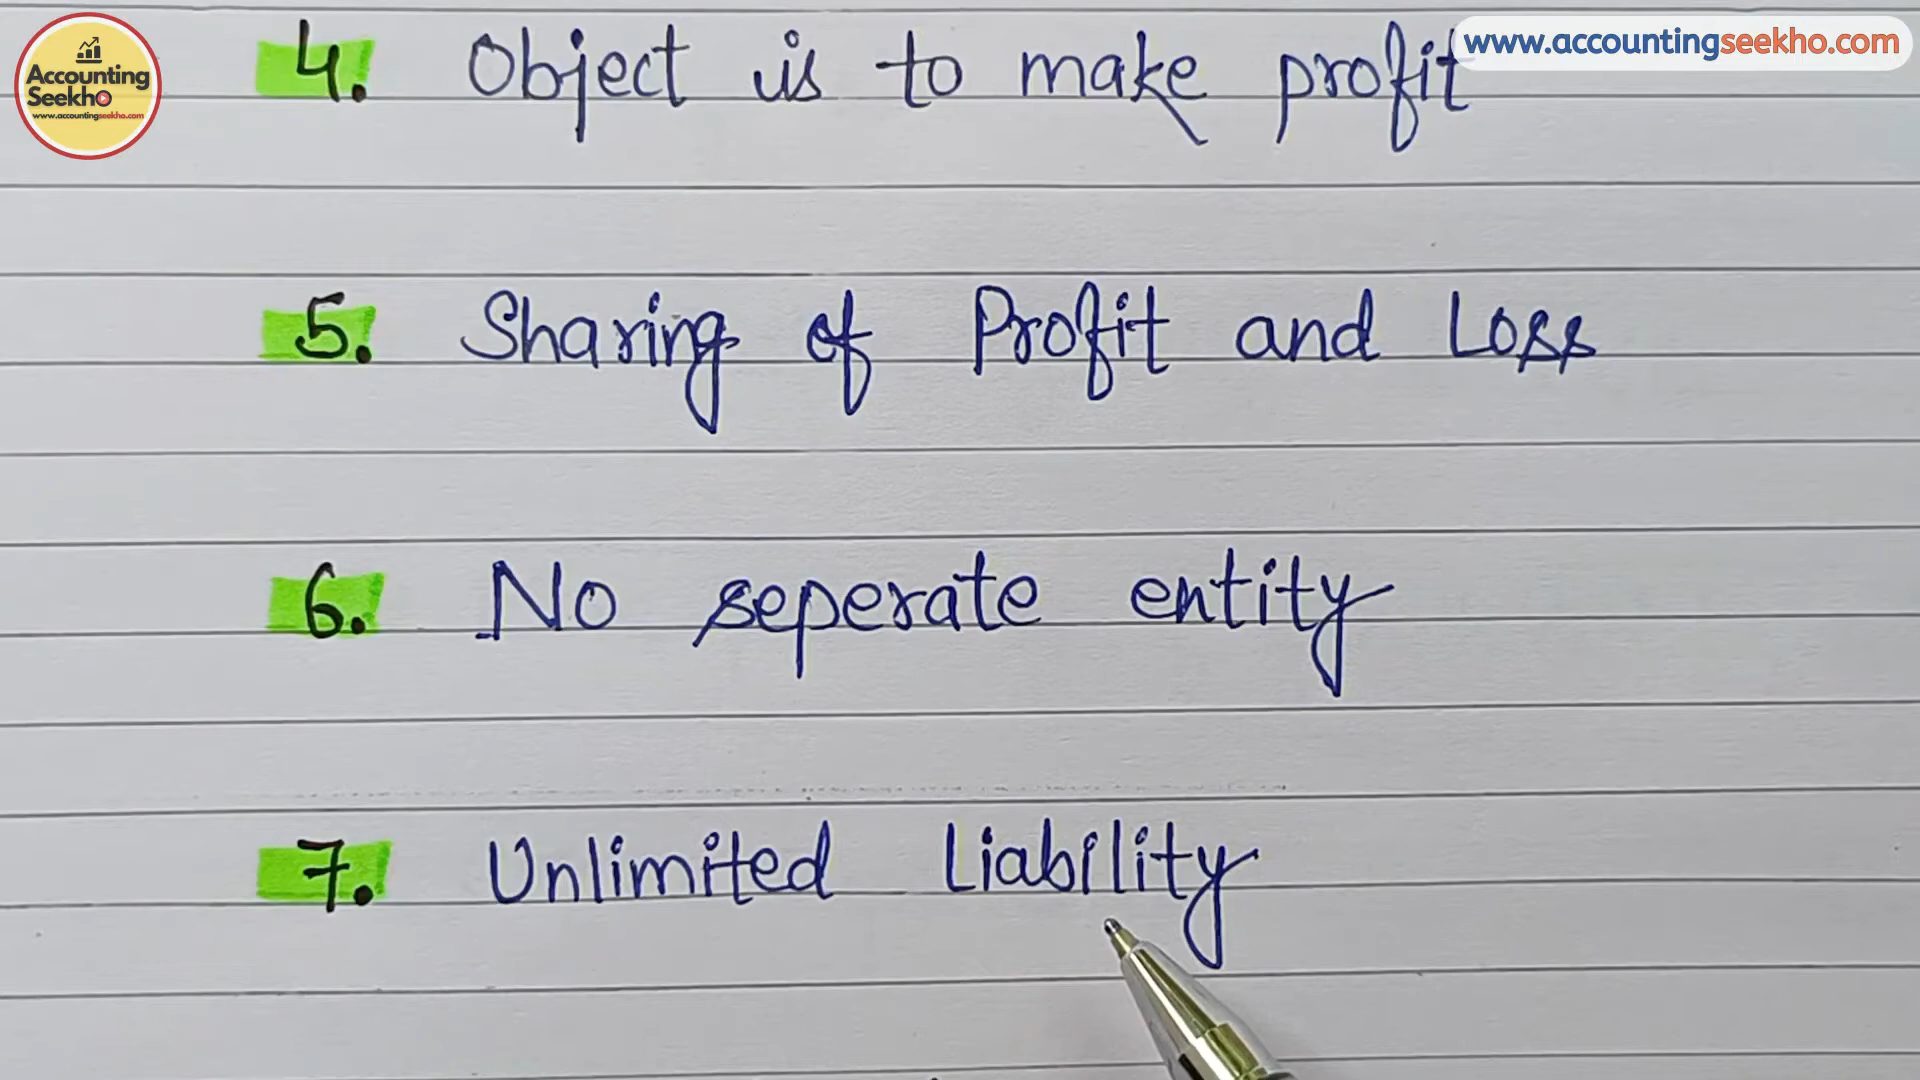 Accounting
Seekho
www.accountingseekho.com
www.accountingseekho.com
4. Object is to make profit
5. Sharing of Profit and Loss
6. No seperate entity
7. Unlimited Liability